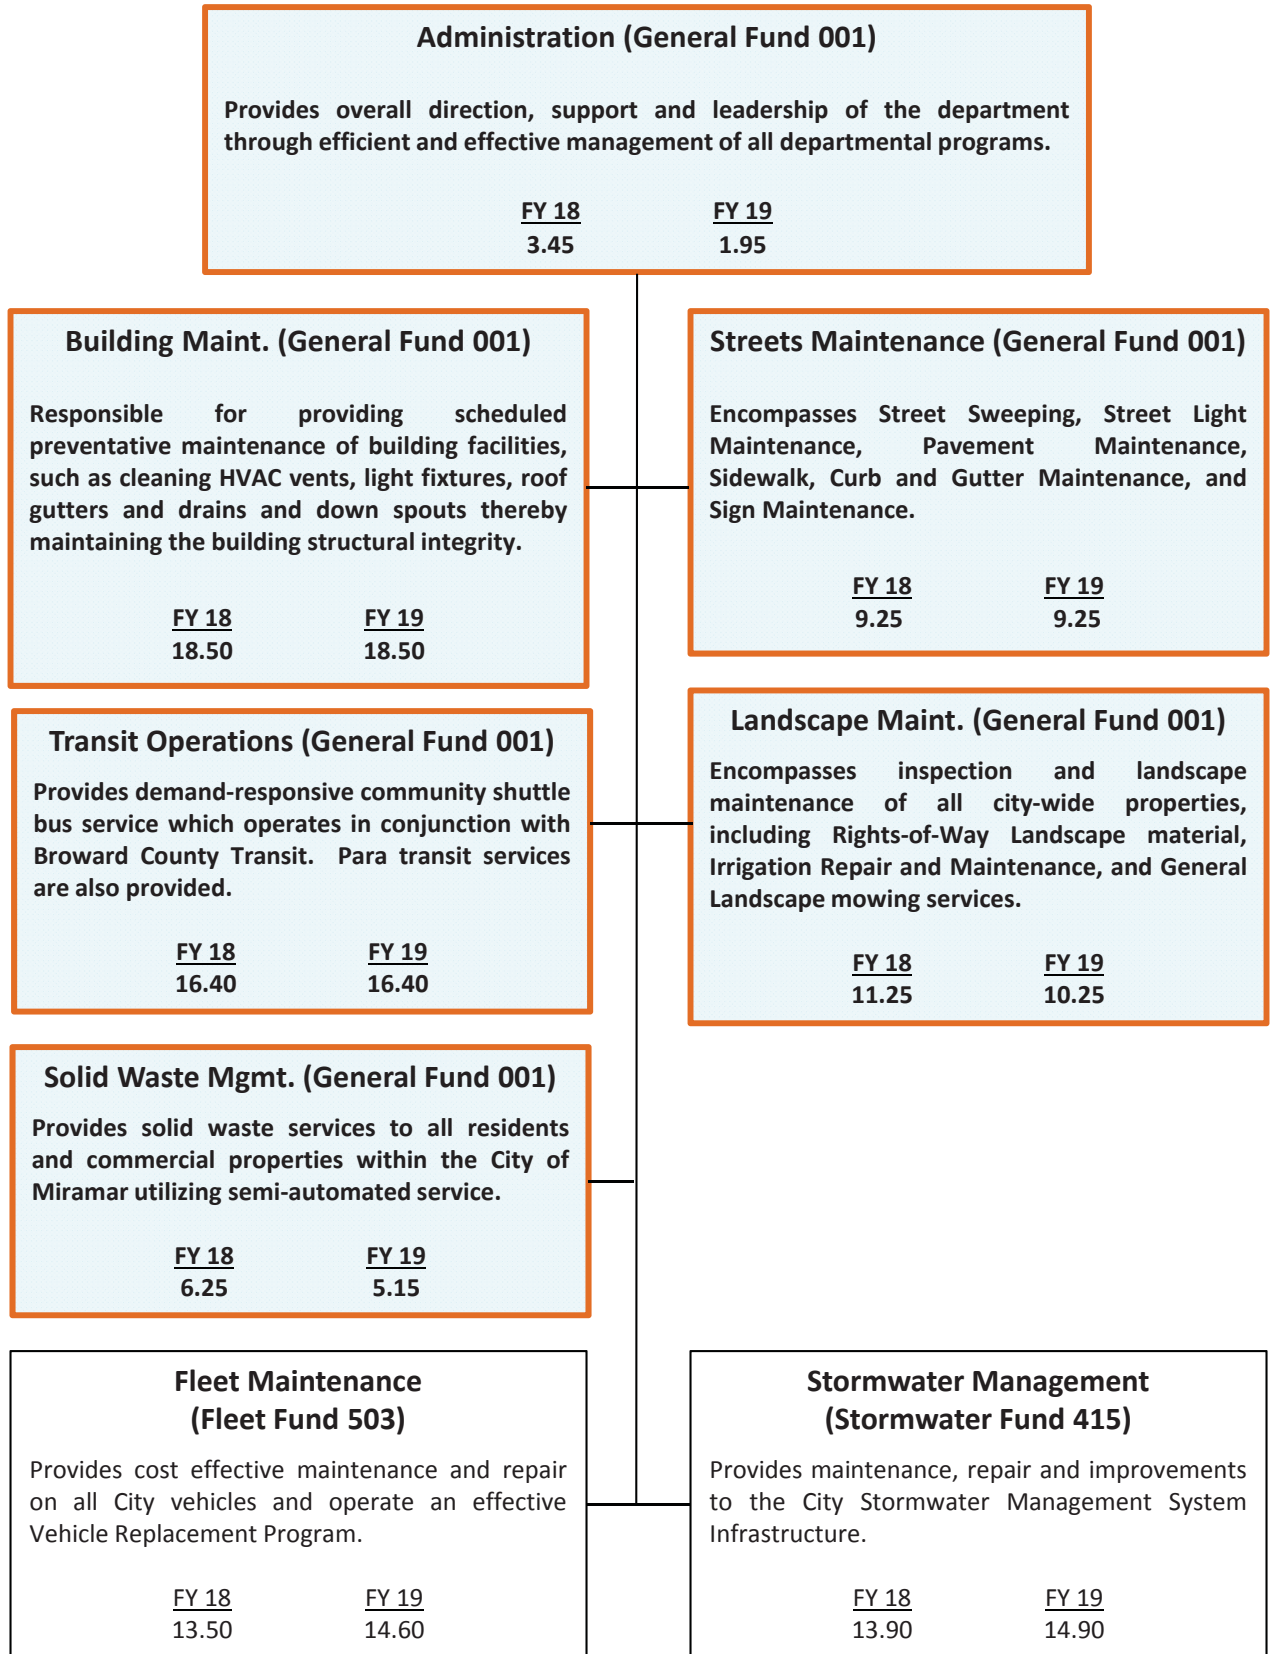 Administration (General Fund 001)
Provides overall direction, support and leadership of the department
through efficient and effective management of all departmental programs.
FY 18 FY 19
3.45 1.95
Building Maint. (General Fund 001)
Responsible for providing scheduled
preventative maintenance of building facilities,
such as cleaning HVAC vents, light fixtures, roof
gutters and drains and down spouts thereby
maintaining the building structural integrity.
FY 18 FY 19
18.50 18.50
Streets Maintenance (General Fund 001)
Encompasses Street Sweeping, Street Light
Maintenance, Pavement Maintenance,
Sidewalk, Curb and Gutter Maintenance, and
Sign Maintenance.
FY 18 FY 19
9.25 9.25
Transit Operations (General Fund 001)
Provides demand-responsive community shuttle
bus service which operates in conjunction with
Broward County Transit. Para transit services
are also provided.
FY 18 FY 19
16.40 16.40
Landscape Maint. (General Fund 001)
Encompasses inspection and landscape
maintenance of all city-wide properties,
including Rights-of-Way Landscape material,
Irrigation Repair and Maintenance, and General
Landscape mowing services.
FY 18 FY 19
11.25 10.25
Solid Waste Mgmt. (General Fund 001)
Provides solid waste services to all residents
and commercial properties within the City of
Miramar utilizing semi-automated service.
FY 18 FY 19
6.25 5.15
Fleet Maintenance
(Fleet Fund 503)
Provides cost effective maintenance and repair
on all City vehicles and operate an effective
Vehicle Replacement Program.
FY 18 FY 19
13.50 14.60
Stormwater Management
(Stormwater Fund 415)
Provides maintenance, repair and improvements
to the City Stormwater Management System
Infrastructure.
FY 18 FY 19
13.90 14.90